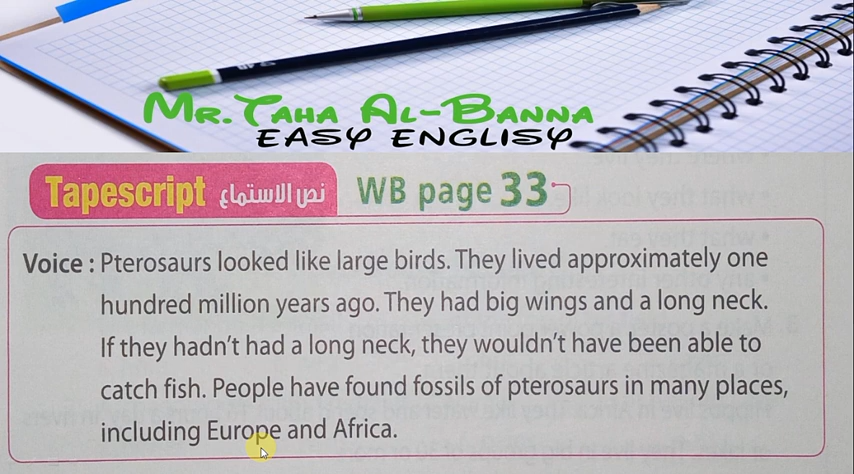 Mr.Taha Al-Banna
Easy Englisy
Tapescript نص الاستماع WB page 33
Voice : Pterosaurs looked like large birds. They lived approximately one
hundred million years ago. They had big wings and a long neck.
If they hadn't had a long neck, they wouldn't have been able to
catch fish. People have found fossils of pterosaurs in many places,
including Europe and Africa.